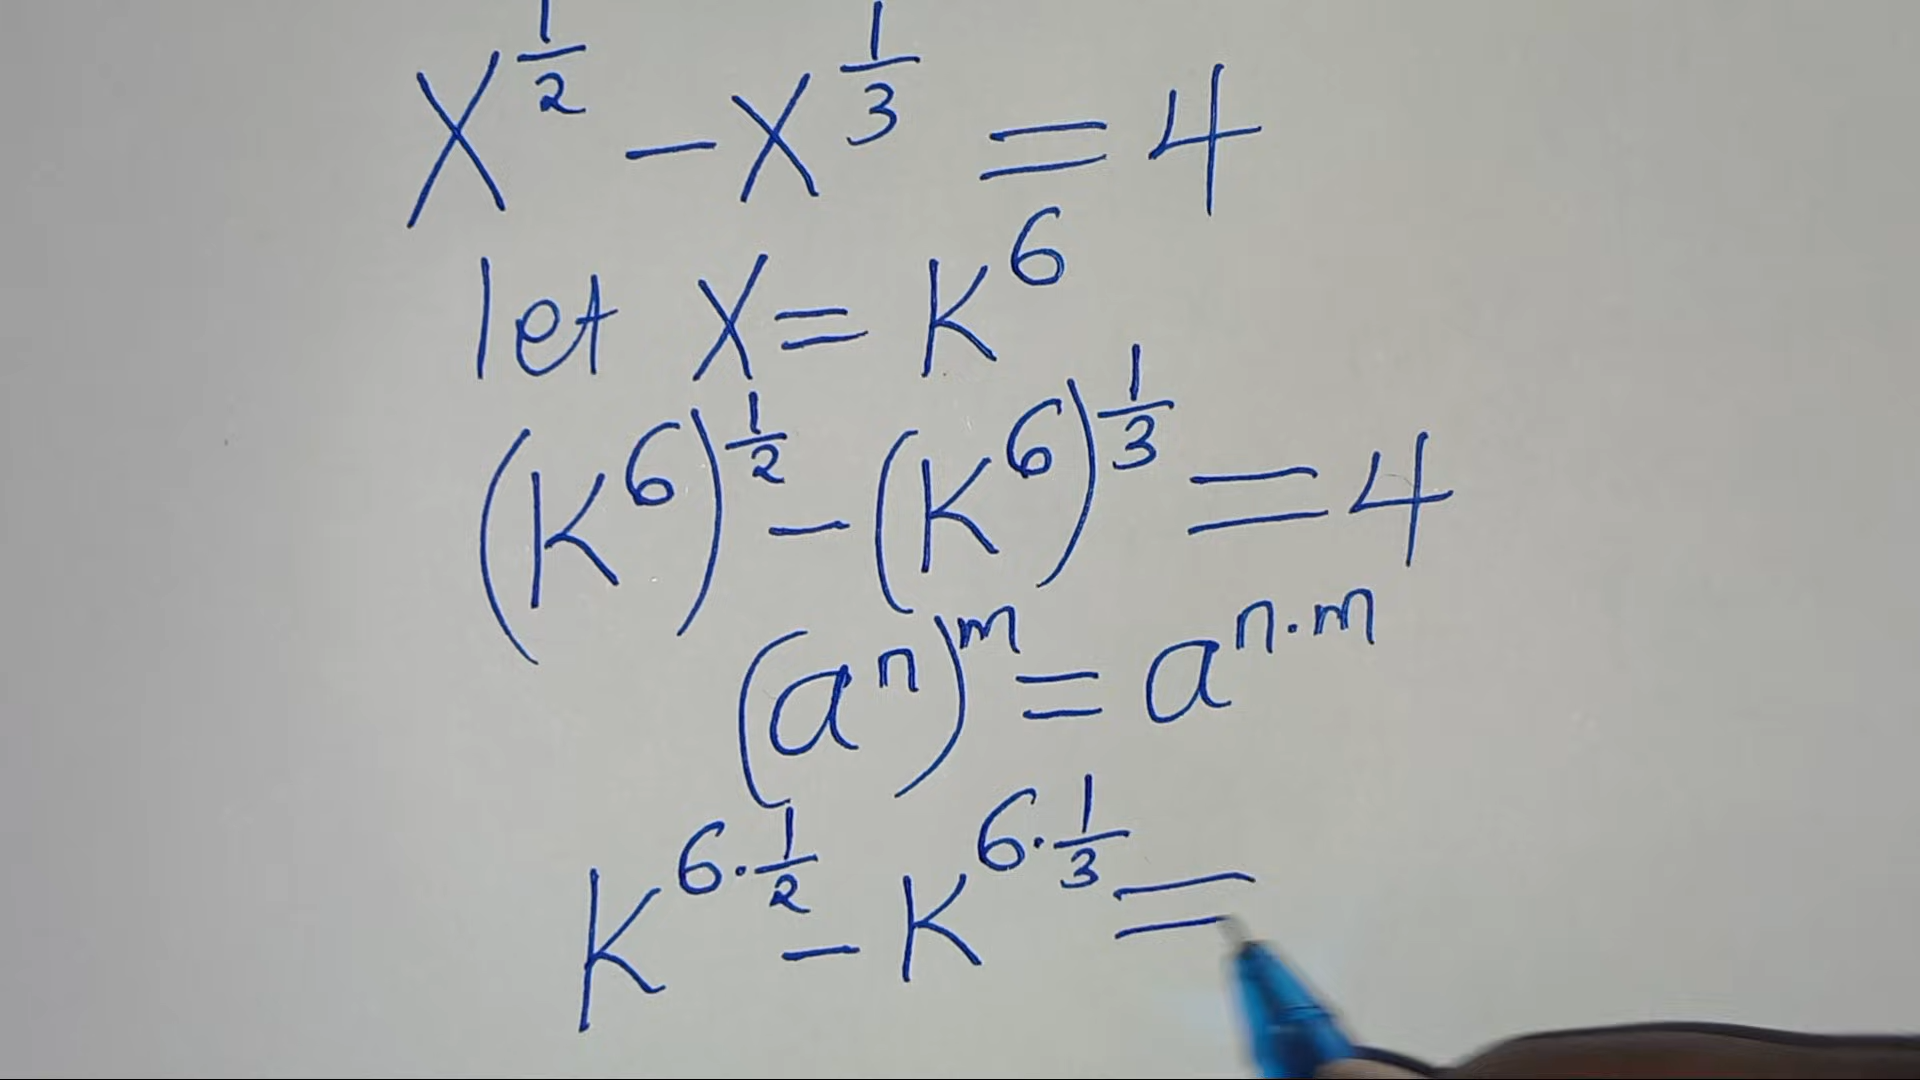 X^{1/2} - X^{1/3} = 4
let X = K^6
(K^6)^{1/2} - (K^6)^{1/3} = 4
(a^n)^m = a^{n·m}
K^{6·1/2} - K^{6·1/3} =